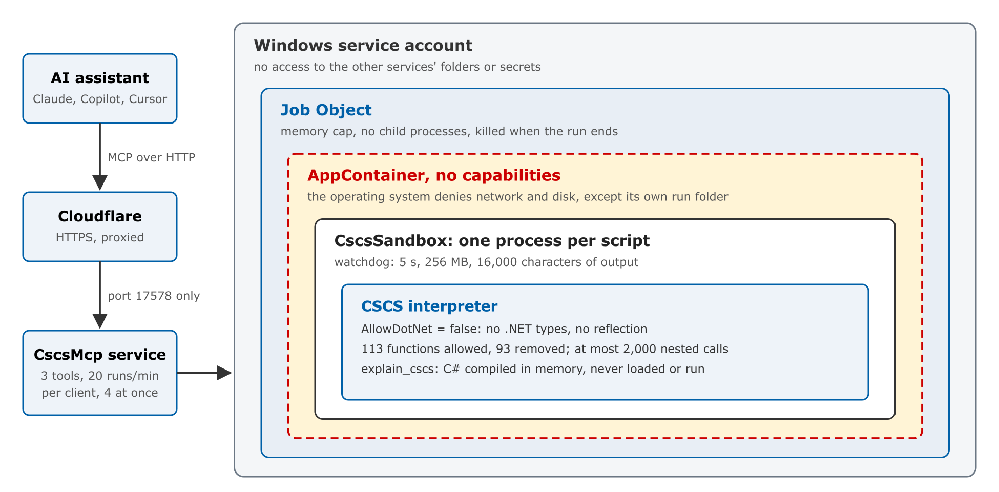 AI assistant
Claude, Copilot, Cursor
MCP over HTTP
Cloudflare
HTTPS, proxied
port 17578 only
CscsMcp service
3 tools, 20 runs/min
per client, 4 at once
Windows service account
no access to the other services' folders or secrets
Job Object
memory cap, no child processes, killed when the run ends
AppContainer, no capabilities
the operating system denies network and disk, except its own run folder
CscsSandbox: one process per script
watchdog: 5 s, 256 MB, 16,000 characters of output
CSCS interpreter
AllowDotNet = false: no .NET types, no reflection
113 functions allowed, 93 removed; at most 2,000 nested calls
explain_cscs: C# compiled in memory, never loaded or run